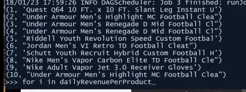 18/01/23 17:59:26 INFO DAGScheduler: Job 3 finished: runJo
(1, 'Quest Q64 10 FT. x 10 FT. Slant Leg Instant U')
(2, "Under Armour Men's Highlight MC Football Clea")
(3, "Under Armour Men's Renegade D Mid Football Cl")
(4, "Under Armour Men's Renegade D Mid Football Cl")
(5, 'Riddell Youth Revolution Speed Custom Footbal')
(6, "Jordan Men's VI Retro TD Football Cleat")
(7, 'Schutt Youth Recruit Hybrid Custom Football H')
(8, "Nike Men's Vapor Carbon Elite TD Football Cle")
(9, 'Nike Adult Vapor Jet 3.0 Receiver Gloves')
(10, "Under Armour Men's Highlight MC Football Clea")
>>> for i in dailyRevenuePerProduct_